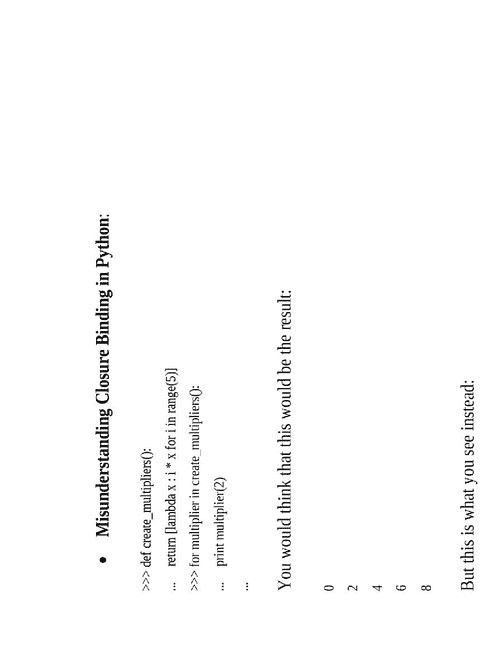 ● Misunderstanding Closure Binding in Python:
>>> def create_multipliers():
... return [lambda x : i * x for i in range(5)]
>>> for multiplier in create_multipliers():
... print multiplier(2)
...
You would think that this would be the result:
0
2
4
6
8
But this is what you see instead: